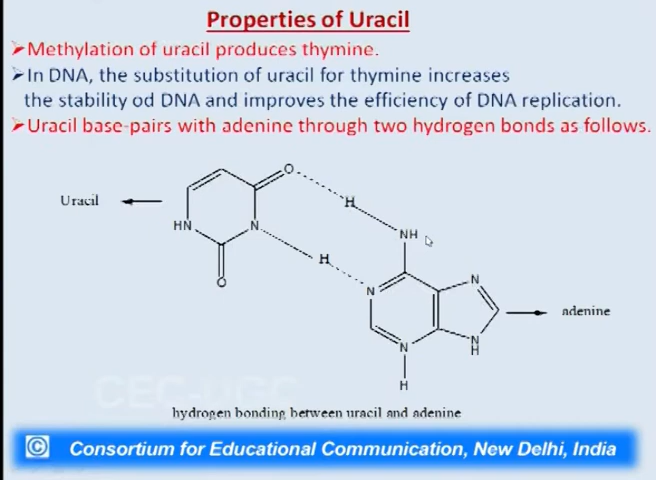 Properties of Uracil
➢Methylation of uracil produces thymine.
➢In DNA, the substitution of uracil for thymine increases
the stability od DNA and improves the efficiency of DNA replication.
➢Uracil base-pairs with adenine through two hydrogen bonds as follows.
O
H
Uracil
HN
N
NH
H
O
N
N
adenine
N
N
H
H
CEC-UGC
hydrogen bonding between uracil and adenine
© Consortium for Educational Communication, New Delhi, India